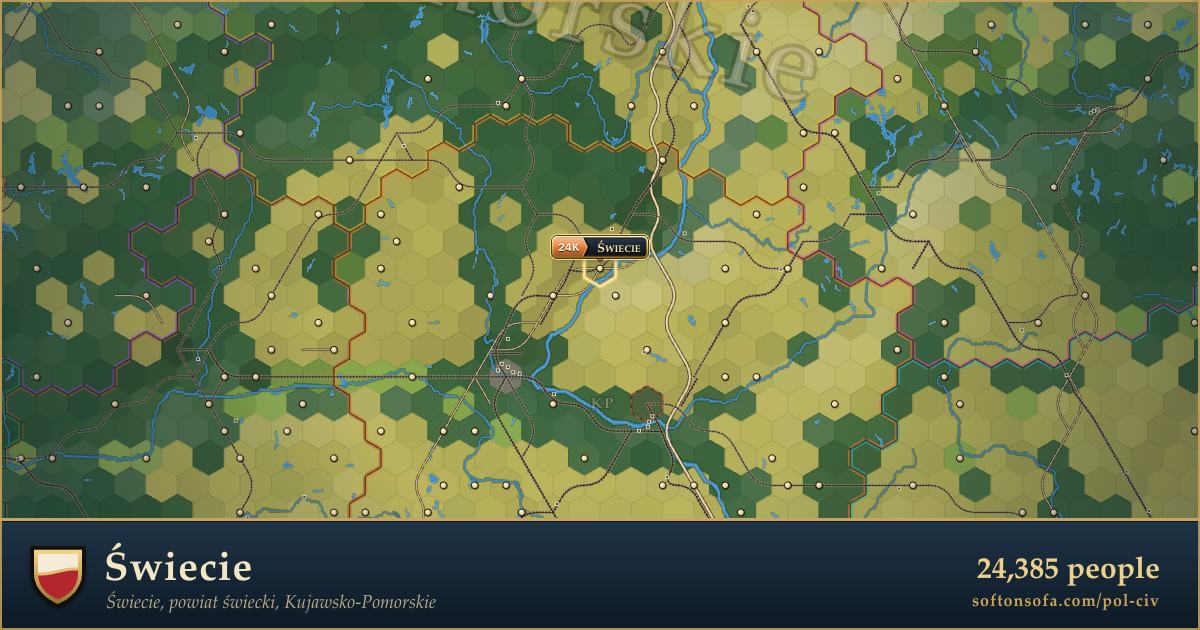 orskie
24K Świecie
KP
Świecie
Świecie, powiat świecki, Kujawsko-Pomorskie
24,385 people
softonsofa.com/pol-civ